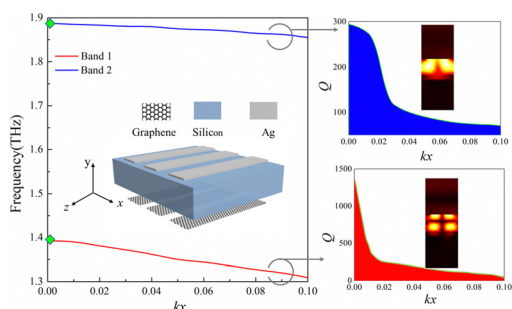 1.9
1.8
1.7
1.6
1.5
1.4
1.3
Frequency(THz)
Band 1
Band 2
Graphene
Silicon
Ag
y
z
x
0.00
0.02
0.04
0.06
0.08
0.10
kx
300
200
100
50
Q
0.00
0.02
0.04
0.06
0.08
0.10
kx
1500
1000
500
250
0
Q
0.00
0.02
0.04
0.06
0.08
0.10
kx